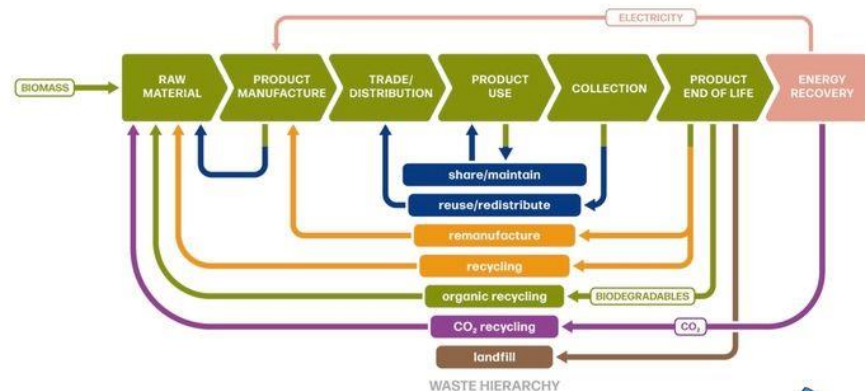 ELECTRICITY
BIOMASS
RAW
MATERIAL
PRODUCT
MANUFACTURE
TRADE/
DISTRIBUTION
PRODUCT
USE
COLLECTION
PRODUCT
END OF LIFE
ENERGY
RECOVERY
share/maintain
reuse/redistribute
remanufacture
recycling
organic recycling
BIODEGRADABLES
CO₂ recycling
CO₂
landfill
WASTE HIERARCHY